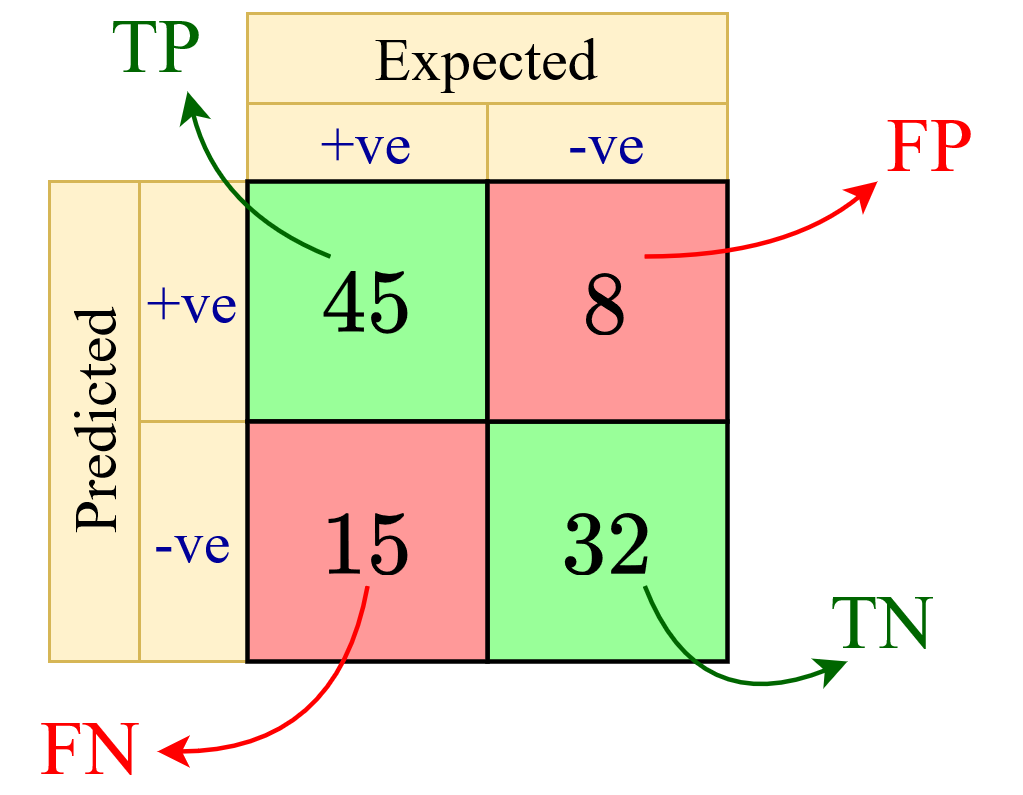 TP
Expected
+ve -ve
FP
Predicted
+ve 45 8
-ve 15 32
TN
FN